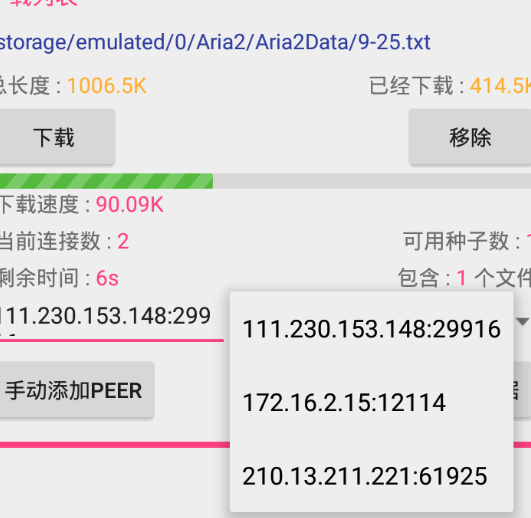 storage/emulated/0/Aria2/Aria2Data/9-25.txt
总长度 : 1006.5K 已经下载 : 414.5K
下载 移除
下载速度 : 90.09K
当前连接数 : 2 可用种子数 :
剩余时间 : 6s 包含 : 1 个文件
111.230.153.148:299
111.230.153.148:29916
手动添加PEER
172.16.2.15:12114
210.13.211.221:61925